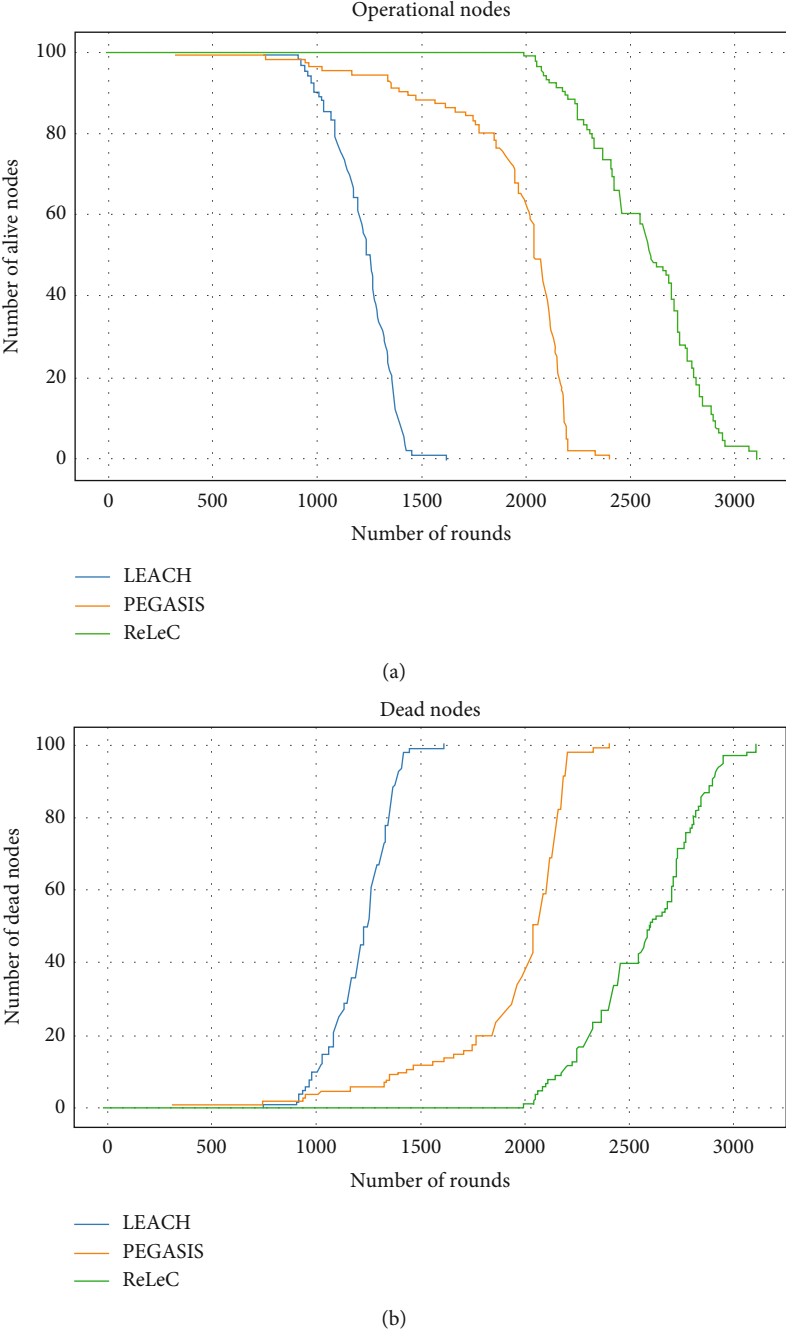 Operational nodes
100
80
60
40
20
0
Number of alive nodes
0 500 1000 1500 2000 2500 3000
Number of rounds
LEACH
PEGASIS
ReLeC
(a)
Dead nodes
100
80
60
40
20
0
Number of dead nodes
0 500 1000 1500 2000 2500 3000
Number of rounds
LEACH
PEGASIS
ReLeC
(b)